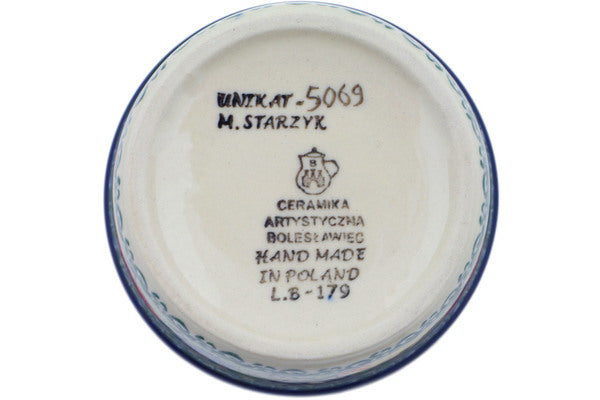 UNIKAT-5069
M. STARZYK
B
CERAMIKA
ARTYSTYCZNA
BOLESŁAWIEC
HAND MADE
IN POLAND
L.B-179